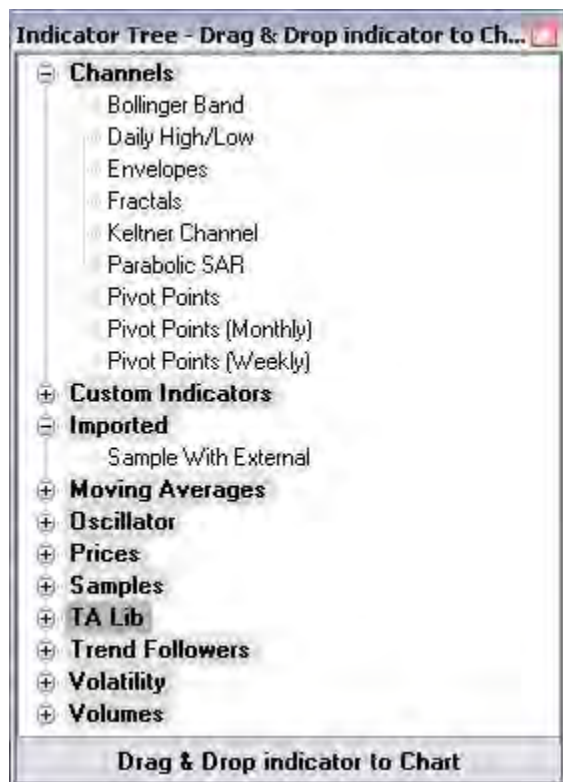 Indicator Tree - Drag & Drop indicator to Ch...
Channels
Bollinger Band
Daily High/Low
Envelopes
Fractals
Keltner Channel
Parabolic SAR
Pivot Points
Pivot Points (Monthly)
Pivot Points (Weekly)
Custom Indicators
Imported
Sample With External
Moving Averages
Oscillator
Prices
Samples
TA Lib
Trend Followers
Volatility
Volumes
Drag & Drop indicator to Chart